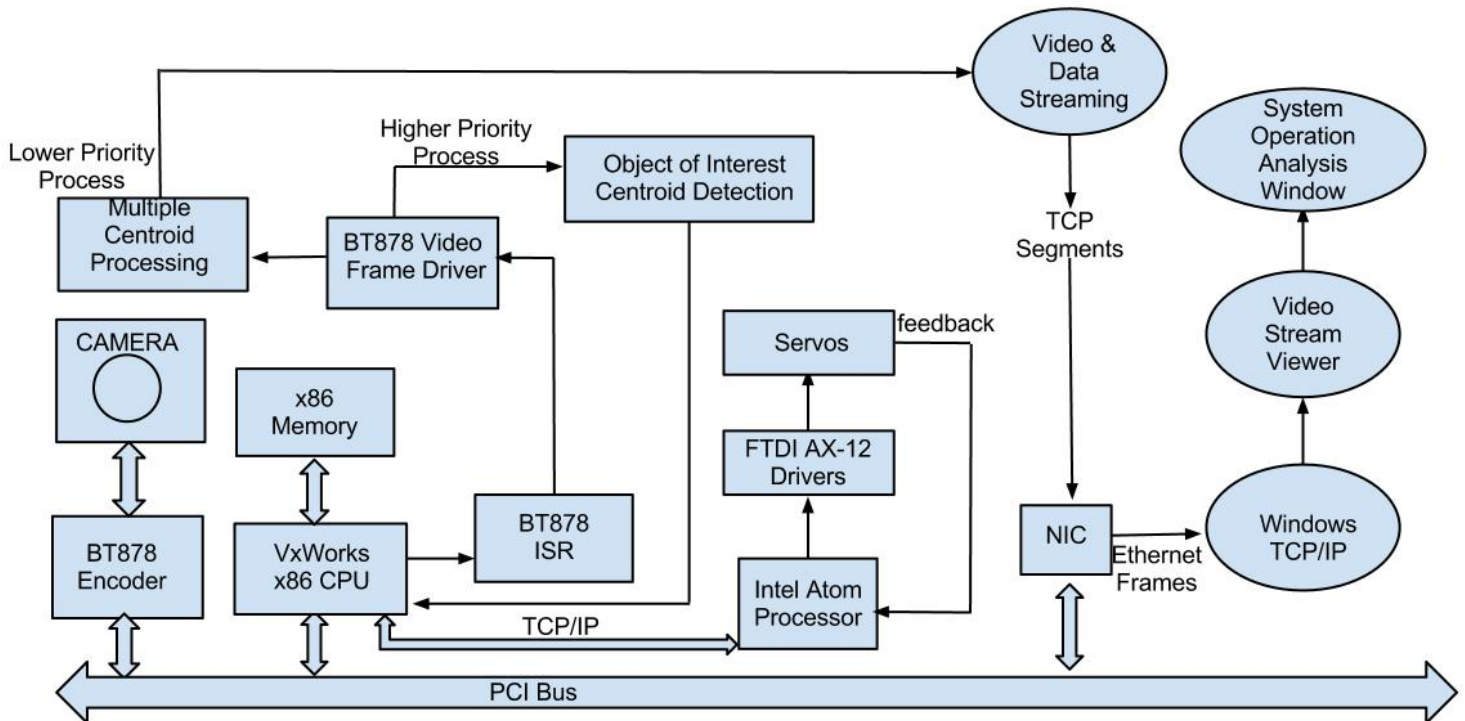 Video &
Data
Streaming
System
Operation
Analysis
Window
Higher Priority
Process
Lower Priority
Process
Object of Interest
Centroid Detection
Multiple
Centroid
Processing
BT878 Video
Frame Driver
TCP
Segments
CAMERA
Servos
feedback
Video
Stream
Viewer
x86
Memory
FTDI AX-12
Drivers
BT878
Encoder
VxWorks
x86 CPU
BT878
ISR
Intel Atom
Processor
NIC
Ethernet
Frames
Windows
TCP/IP
TCP/IP
PCI Bus